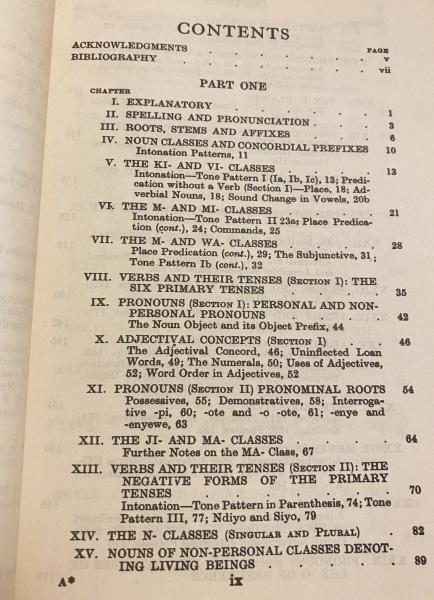 CONTENTS
PAGE
ACKNOWLEDGMENTS . . . . . . v
BIBLIOGRAPHY . . . . . . vii
PART ONE
CHAPTER
I. EXPLANATORY . . . . . . 1
II. SPELLING AND PRONUNCIATION . . . . 3
III. ROOTS, STEMS AND AFFIXES . . . . 6
IV. NOUN CLASSES AND CONCORDIAL PREFIXES 10
Intonation Patterns, 11
V. THE KI- AND VI- CLASSES . . . . 13
Intonation—Tone Pattern I (Ia, Ib, Ic), 13; Predi-
cation without a Verb (Section I)—Place, 18; Ad-
verbial Nouns, 18; Sound Change in Vowels, 20b
VI. THE M- AND MI- CLASSES . . . . 21
Intonation—Tone Pattern II 23a; Place Predica-
tion (cont.), 24; Commands, 25
VII. THE M- AND WA- CLASSES . . . . 28
Place Predication (cont.), 29; The Subjunctive, 31;
Tone Pattern Ib (cont.), 32
VIII. VERBS AND THEIR TENSES (SECTION I): THE
SIX PRIMARY TENSES . . . . 35
IX. PRONOUNS (SECTION I): PERSONAL AND NON-
PERSONAL PRONOUNS . . . . 42
The Noun Object and its Object Prefix, 44
X. ADJECTIVAL CONCEPTS (SECTION I) . . 46
The Adjectival Concord, 46; Uninflected Loan
Words, 49; The Numerals, 50; Uses of Adjectives,
52; Word Order in Adjectives, 52
XI. PRONOUNS (SECTION II) PRONOMINAL ROOTS 54
Possessives, 55; Demonstratives, 58; Interroga-
tive -pi, 60; -ote and -o -ote, 61; -enye and
-enyewe, 63
XII. THE JI- AND MA- CLASSES . . . . 64
Further Notes on the MA- Class, 67
XIII. VERBS AND THEIR TENSES (SECTION II): THE
NEGATIVE FORMS OF THE PRIMARY
TENSES . . . . . . 70
Intonation—Tone Pattern in Parenthesis, 74; Tone
Pattern III, 77; Ndiyo and Siyo, 79
XIV. THE N- CLASSES (SINGULAR AND PLURAL) . 82
XV. NOUNS OF NON-PERSONAL CLASSES DENOT-
ING LIVING BEINGS . . . . 89
A* ix